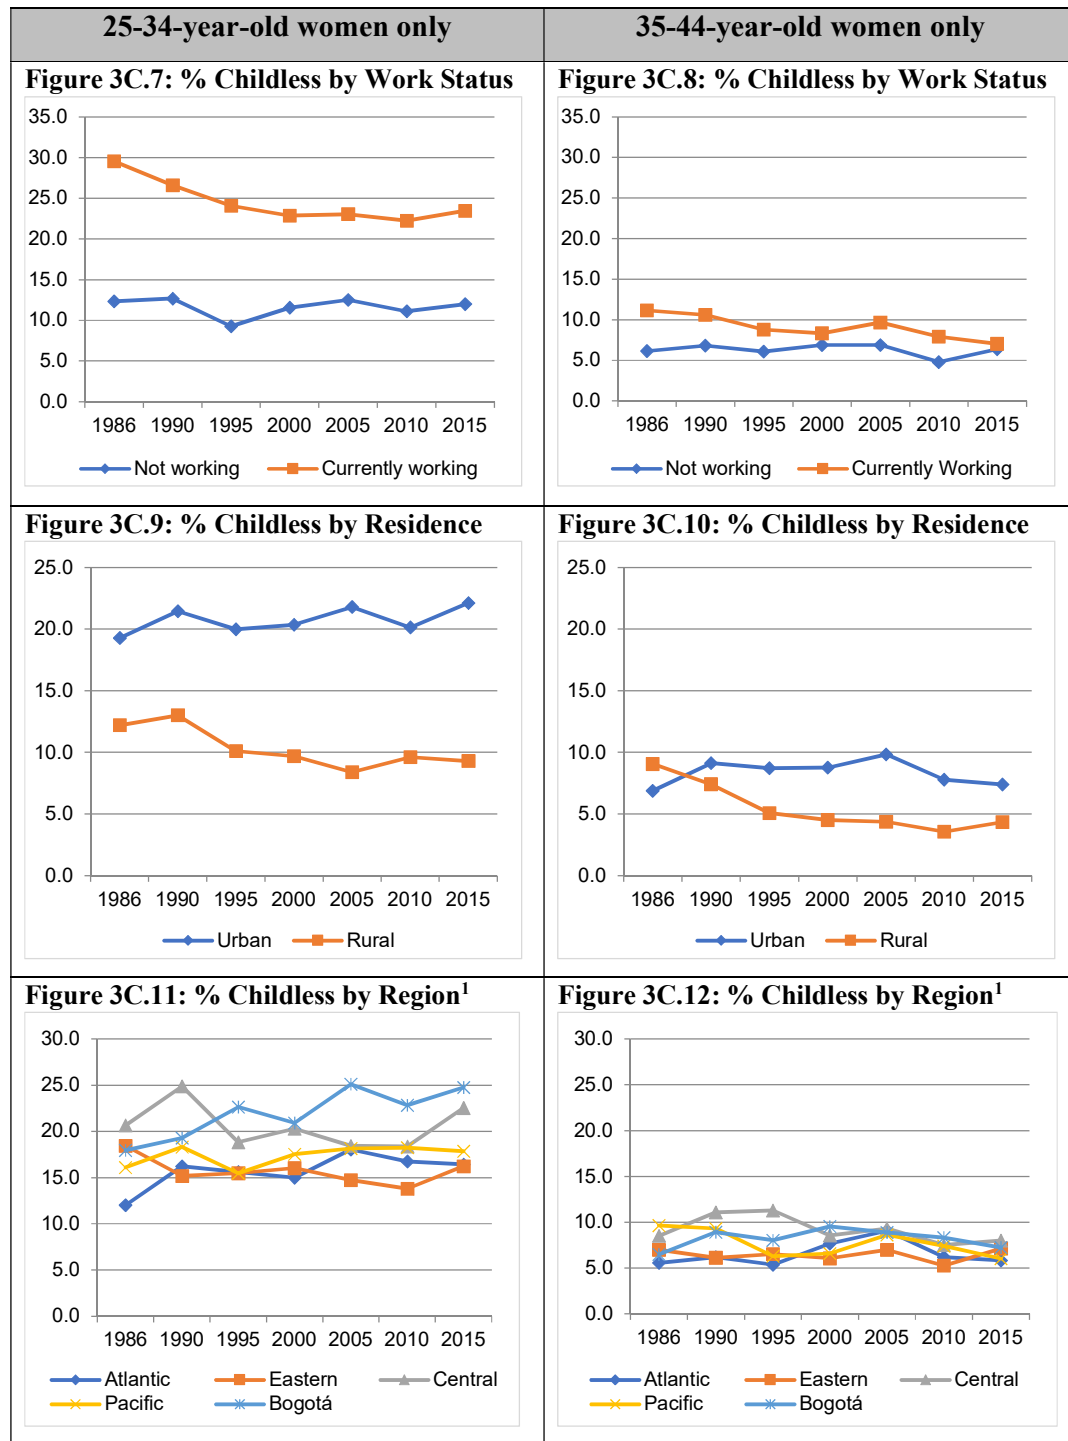 25-34-year-old women only
35-44-year-old women only
Figure 3C.7: % Childless by Work Status
35.0
30.0
25.0
20.0
15.0
10.0
5.0
0.0
1986 1990 1995 2000 2005 2010 2015
Not working Currently working
Figure 3C.8: % Childless by Work Status
35.0
30.0
25.0
20.0
15.0
10.0
5.0
0.0
1986 1990 1995 2000 2005 2010 2015
Not working Currently Working
Figure 3C.9: % Childless by Residence
25.0
20.0
15.0
10.0
5.0
0.0
1986 1990 1995 2000 2005 2010 2015
Urban Rural
Figure 3C.10: % Childless by Residence
25.0
20.0
15.0
10.0
5.0
0.0
1986 1990 1995 2000 2005 2010 2015
Urban Rural
Figure 3C.11: % Childless by Region¹
30.0
25.0
20.0
15.0
10.0
5.0
0.0
1986 1990 1995 2000 2005 2010 2015
Atlantic Eastern Central
Pacific Bogotá
Figure 3C.12: % Childless by Region¹
30.0
25.0
20.0
15.0
10.0
5.0
0.0
1986 1990 1995 2000 2005 2010 2015
Atlantic Eastern Central
Pacific Bogotá